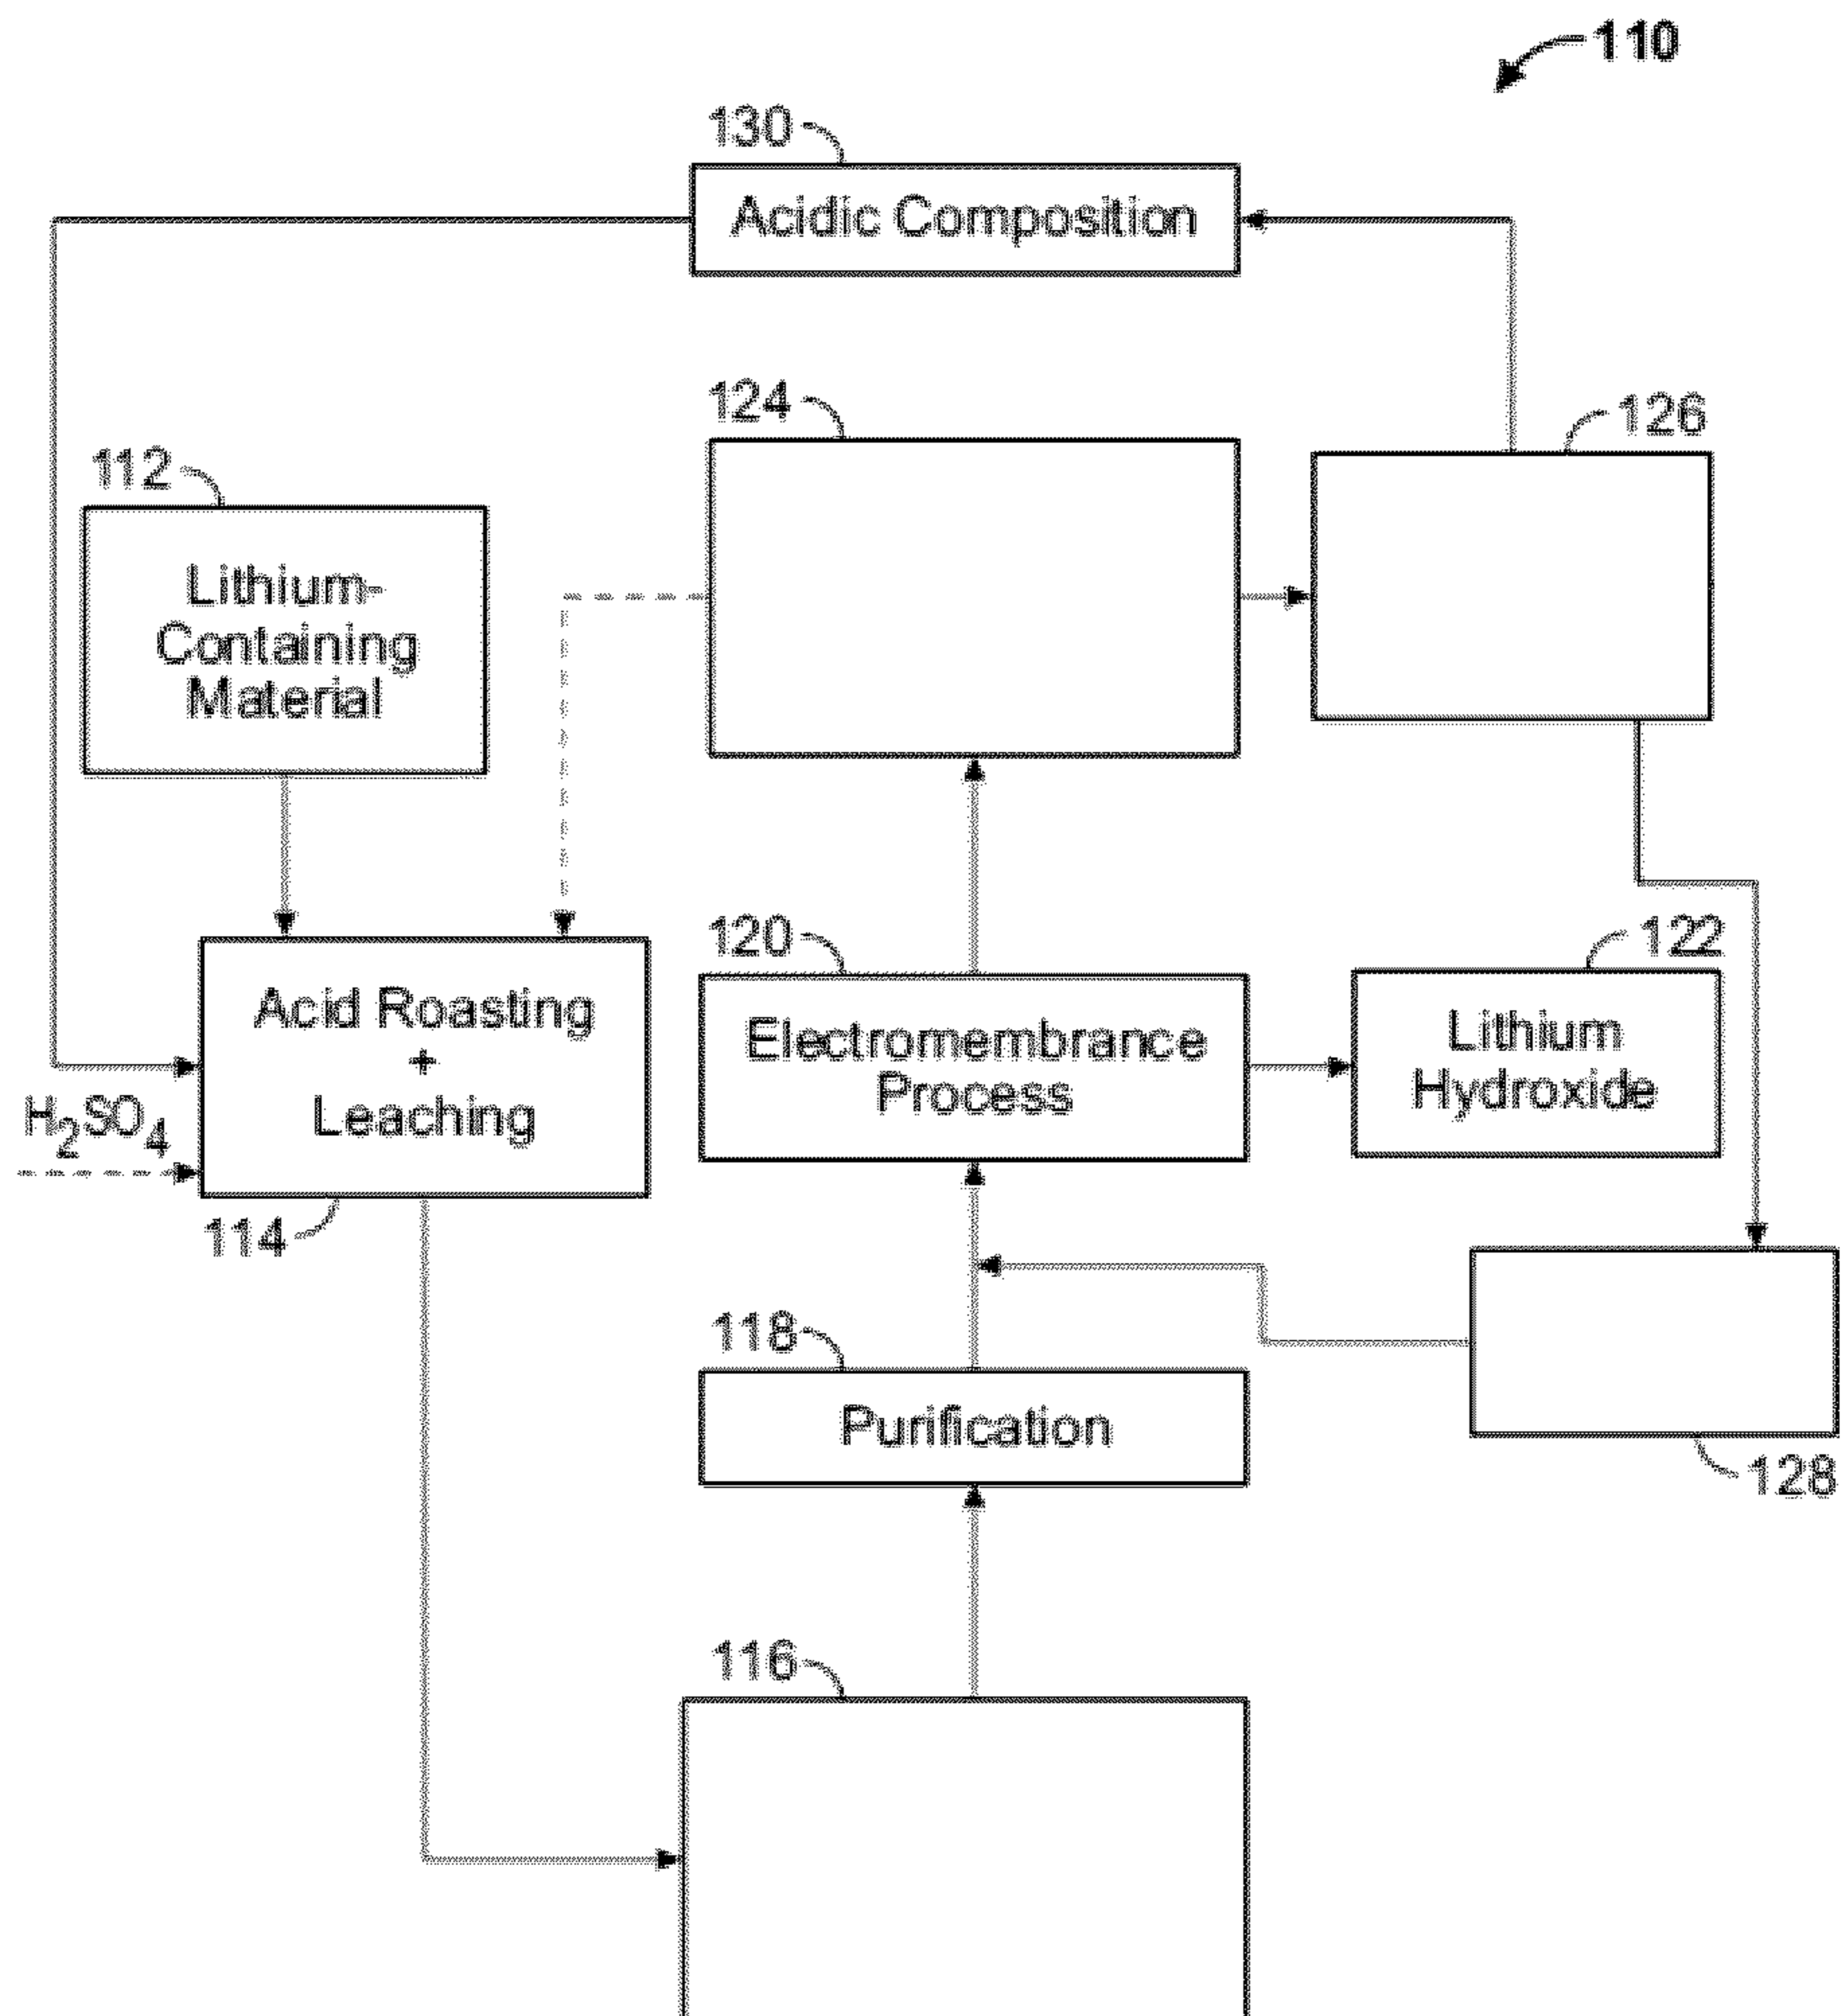 110
130
Acidic Composition
124
126
112
Lithium-
Containing
Material
120
122
Acid Roasting
+
Leaching
Electromembrance
Process
Lithium
Hydroxide
H2SO4
114
118
Purification
128
116